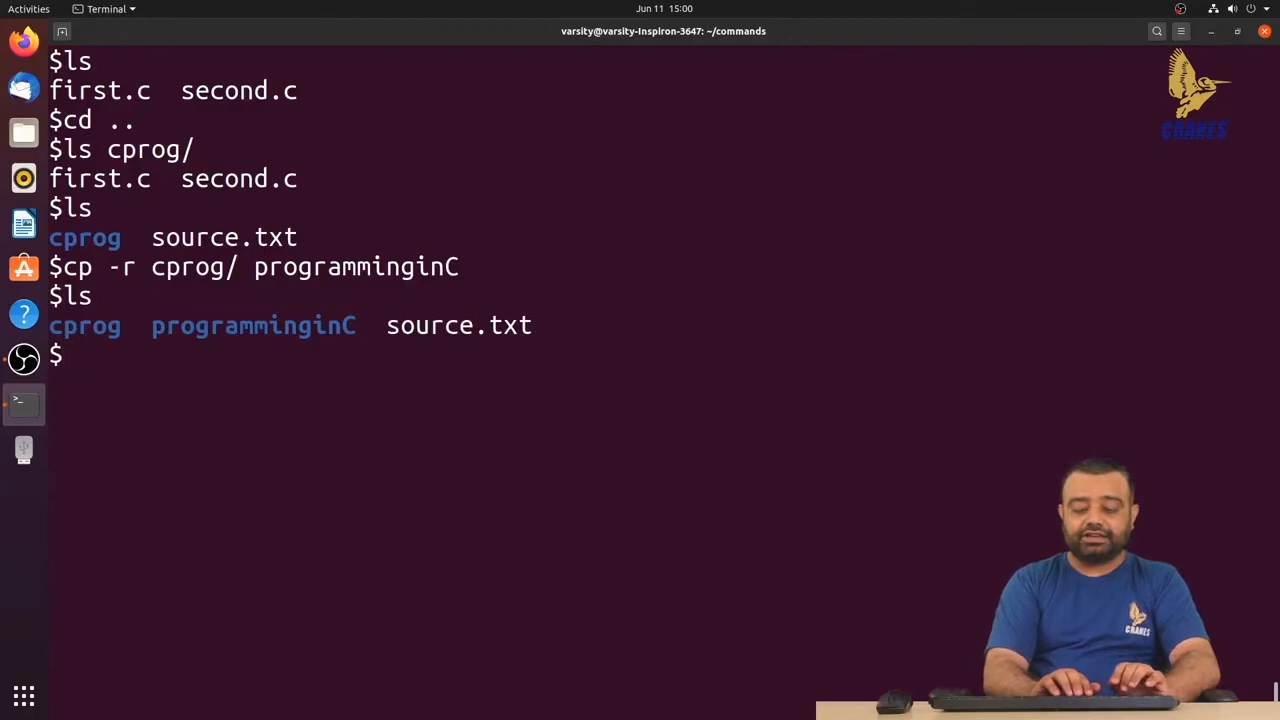 Activities Terminal Jun 11 15:00
varsity@varsity-Inspiron-3647: ~/commands
$ls
first.c second.c
$cd ..
$ls cprog/
first.c second.c
$ls
cprog source.txt
$cp -r cprog/ programminginC
$ls
cprog programminginC source.txt
$
CRANES
CRANES